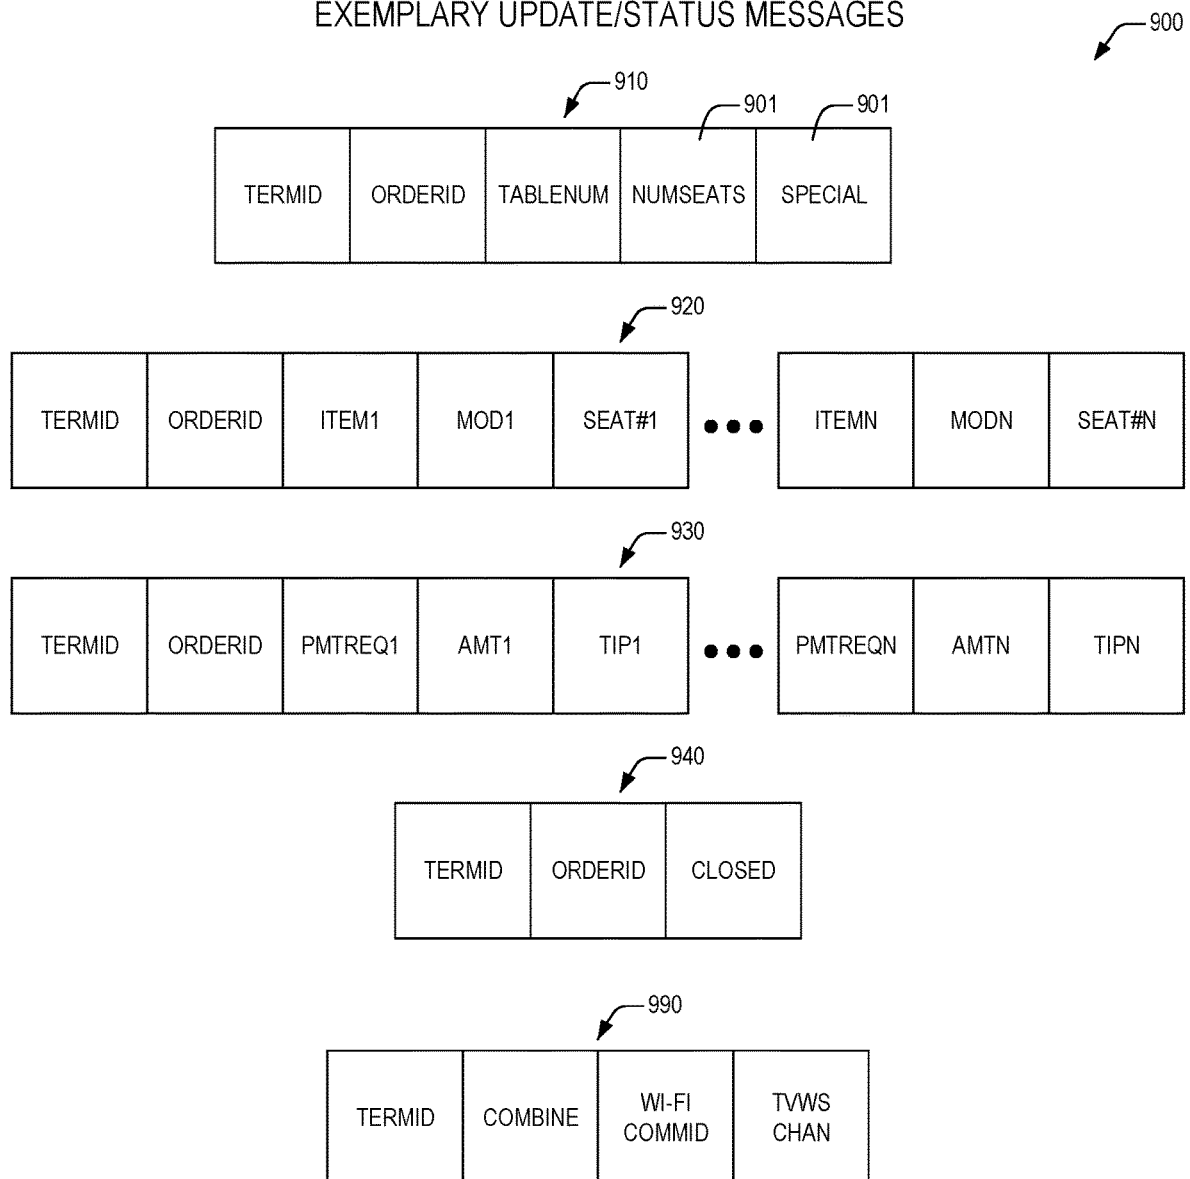 EXEMPLARY UPDATE/STATUS MESSAGES
900
910
901 901
TERMID ORDERID TABLENUM NUMSEATS SPECIAL
920
TERMID ORDERID ITEM1 MOD1 SEAT#1 ●●● ITEMN MODN SEAT#N
930
TERMID ORDERID PMTREQ1 AMT1 TIP1 ●●● PMTREQN AMTN TIPN
940
TERMID ORDERID CLOSED
990
TERMID COMBINE WI-FI COMMID TVWS CHAN